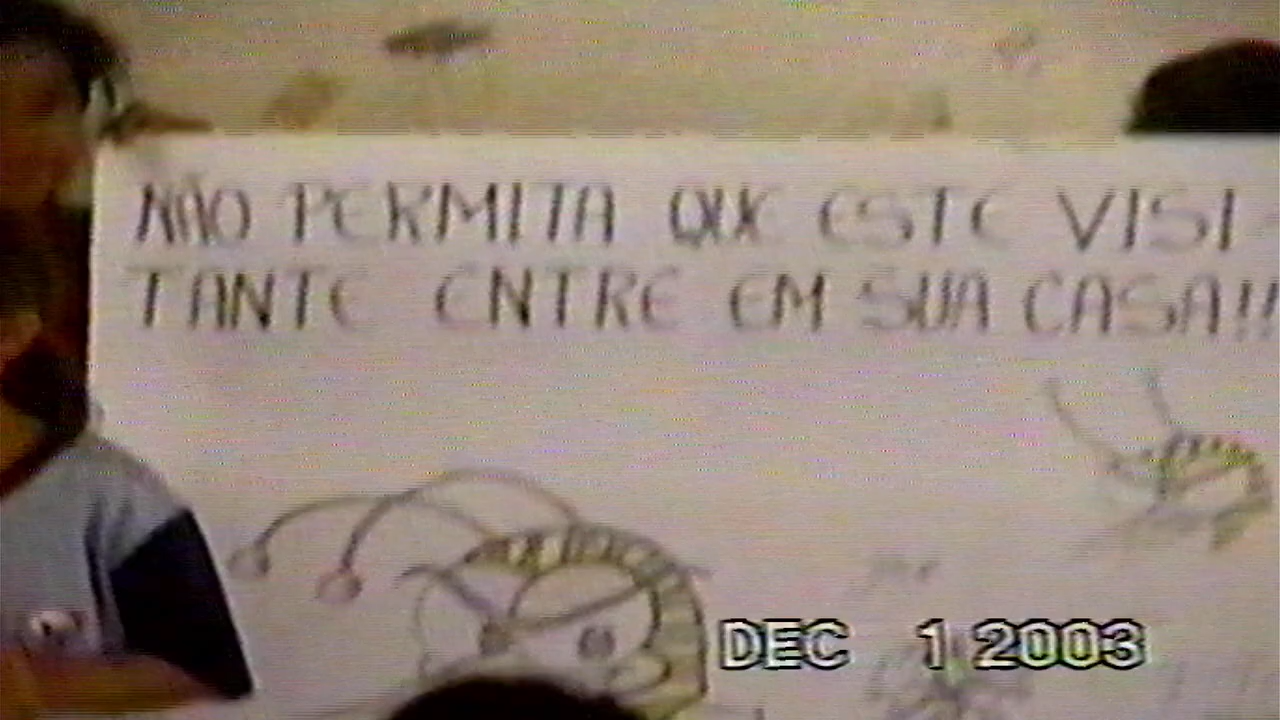 NÃO PERMITA QUE ESTE VISI-
TANTE ENTRE EM SUA CASA!!
DEC 1 2003